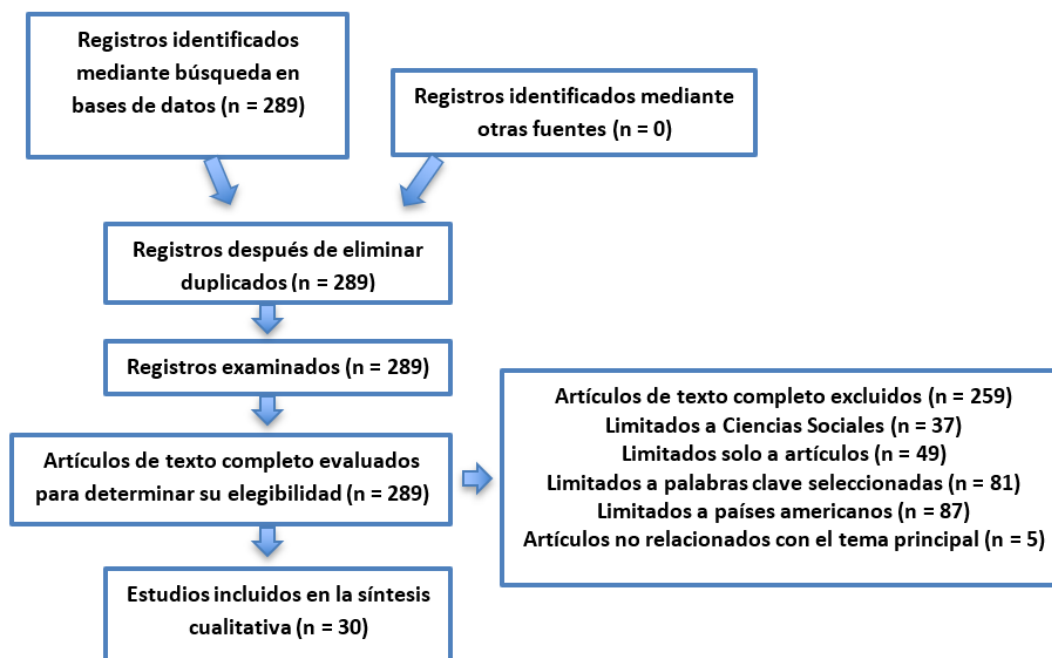 Registros identificados
mediante búsqueda en
bases de datos (n = 289)
Registros identificados mediante
otras fuentes (n = 0)
Registros después de eliminar
duplicados (n = 289)
Registros examinados (n = 289)
Artículos de texto completo evaluados
para determinar su elegibilidad (n = 289)
Artículos de texto completo excluidos (n = 259)
Limitados a Ciencias Sociales (n = 37)
Limitados solo a artículos (n = 49)
Limitados a palabras clave seleccionadas (n = 81)
Limitados a países americanos (n = 87)
Artículos no relacionados con el tema principal (n = 5)
Estudios incluidos en la síntesis
cualitativa (n = 30)